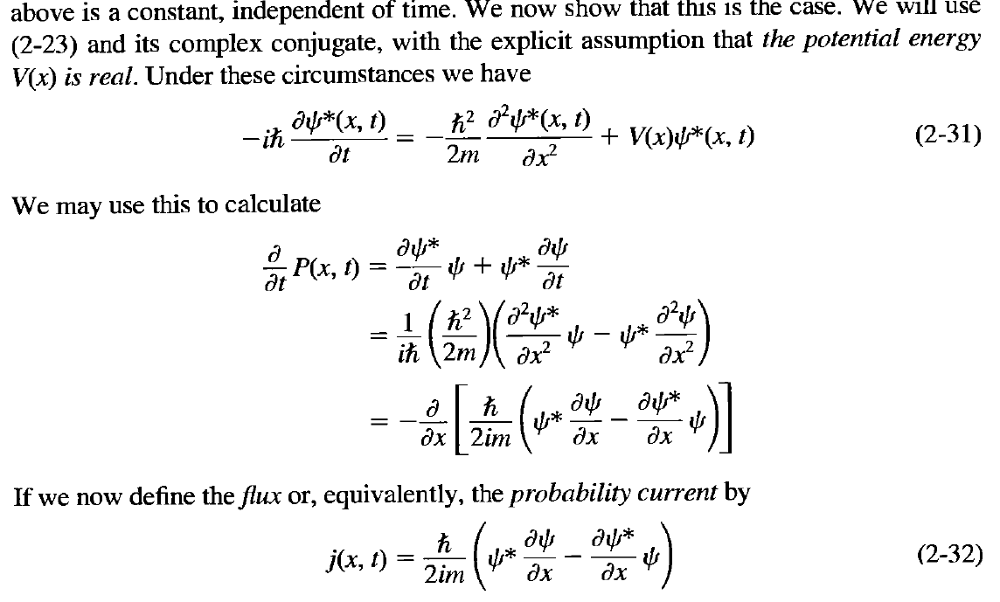 above is a constant, independent of time. We now show that this is the case. We will use
(2-23) and its complex conjugate, with the explicit assumption that the potential energy
V(x) is real. Under these circumstances we have
−iħ ∂ψ*(x, t)/∂t = −ħ²/2m ∂²ψ*(x, t)/∂x² + V(x)ψ*(x, t) (2-31)
We may use this to calculate
∂/∂t P(x, t) = ∂ψ*/∂t ψ + ψ* ∂ψ/∂t
= 1/iħ (ħ²/2m)(∂²ψ*/∂x² ψ − ψ* ∂²ψ/∂x²)
= −∂/∂x [ħ/2im (ψ* ∂ψ/∂x − ∂ψ*/∂x ψ)]
If we now define the flux or, equivalently, the probability current by
j(x, t) = ħ/2im (ψ* ∂ψ/∂x − ∂ψ*/∂x ψ) (2-32)